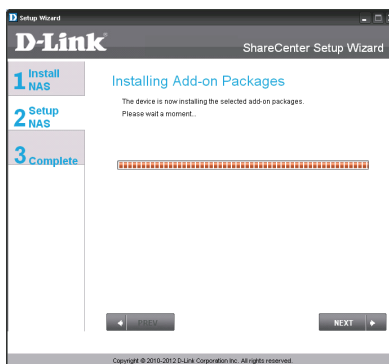 Setup Wizard
D-Link®
ShareCenter Setup Wizard
1 Install NAS
2 Setup NAS
3 Complete
Installing Add-on Packages
The device is now installing the selected add-on packages.
Please wait a moment...
PREV
NEXT
Copyright © 2010-2012 D-Link Corporation Inc. All rights reserved.